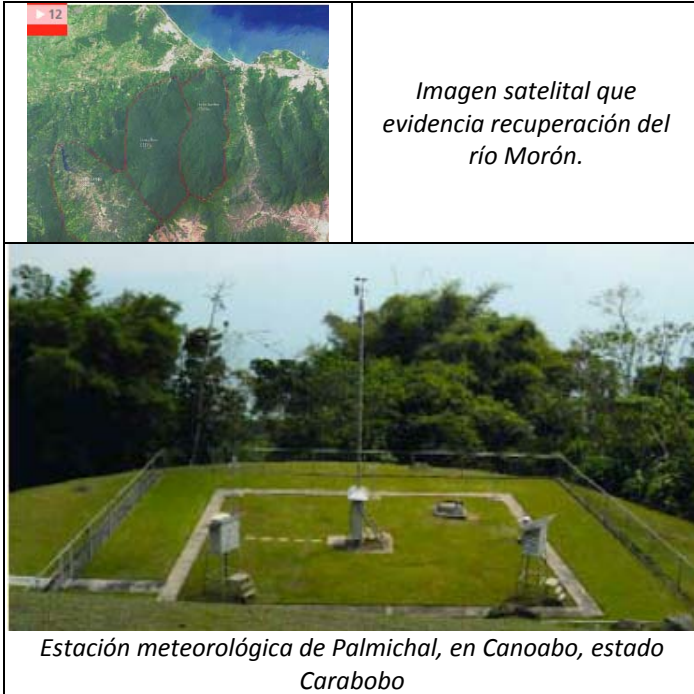 ▶ 12
Imagen satelital que
evidencia recuperación del
río Morón.
Estación meteorológica de Palmichal, en Canoabo, estado
Carabobo